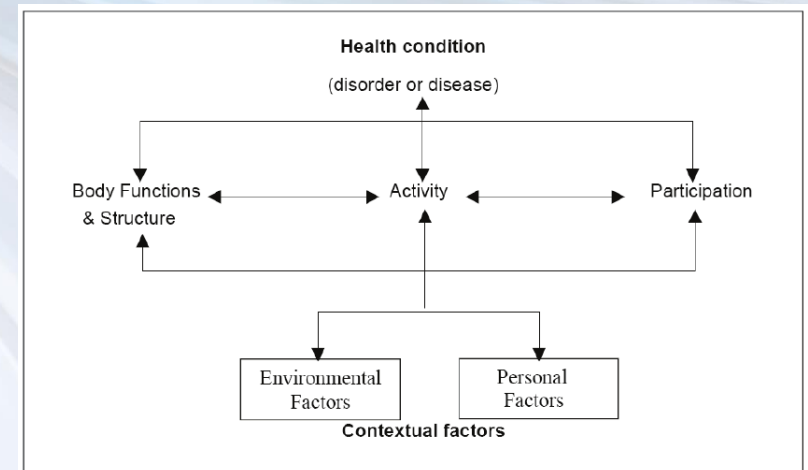 Health condition
(disorder or disease)
Body Functions
& Structure
Activity
Participation
Environmental
Factors
Personal
Factors
Contextual factors